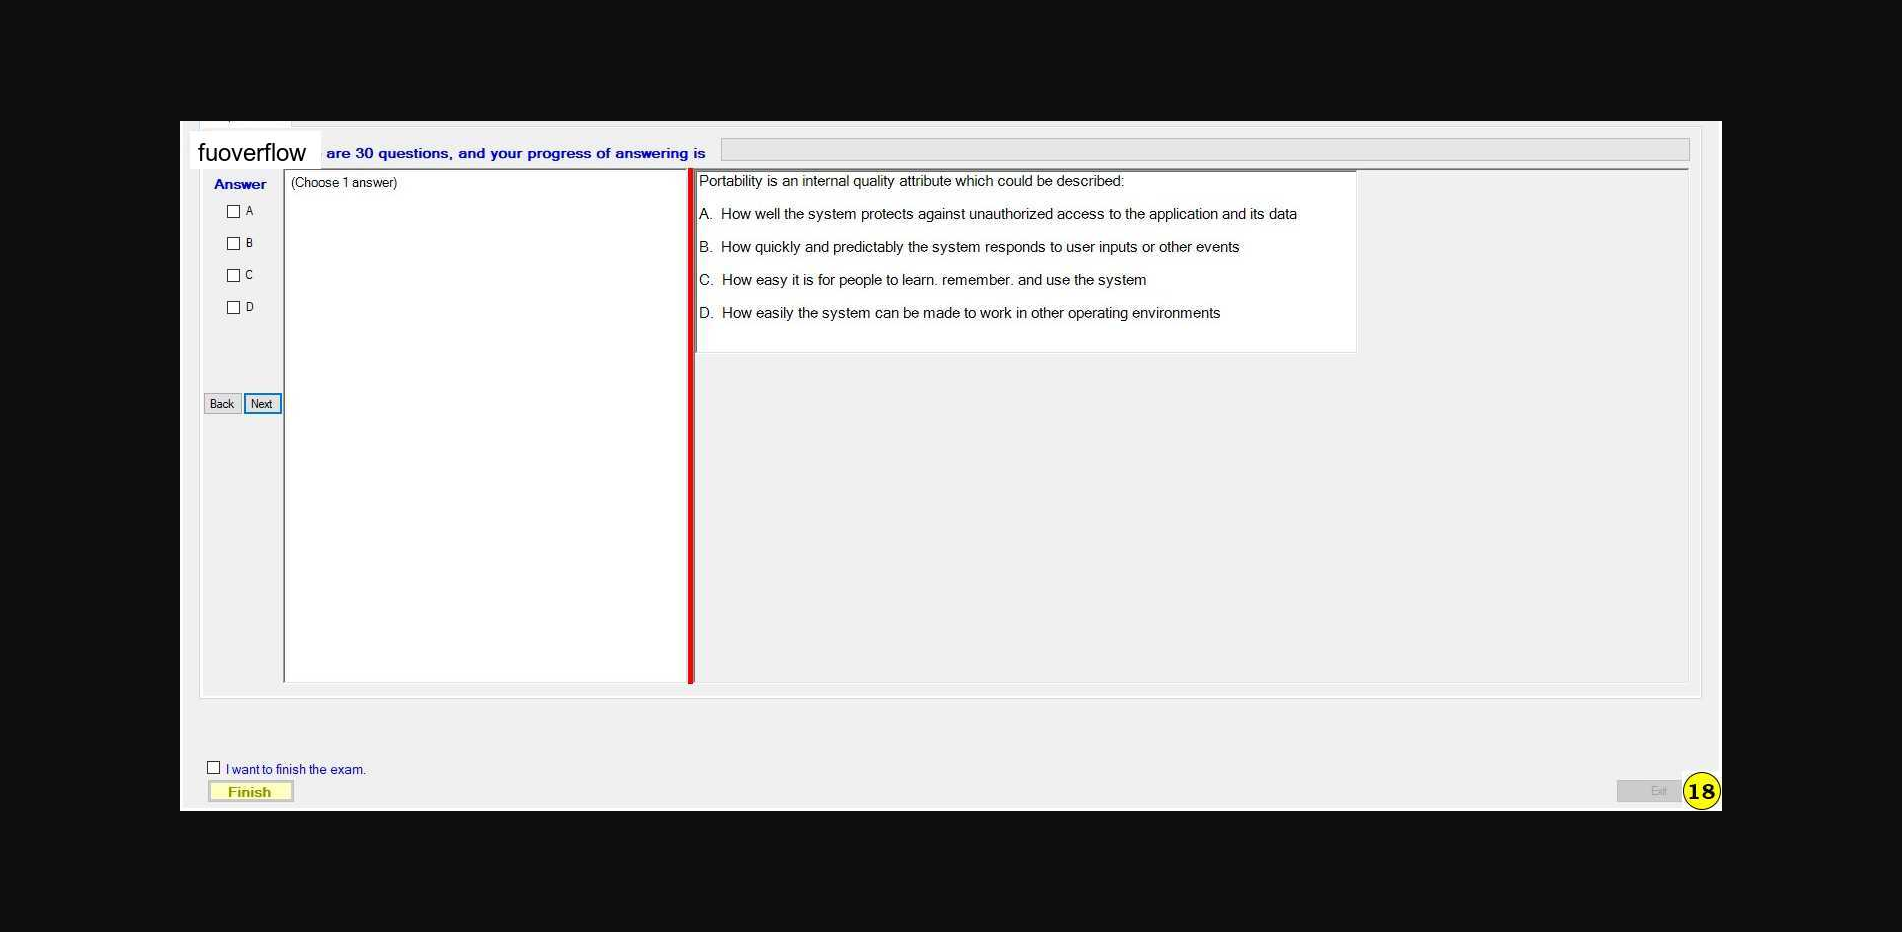 fuoverflow are 30 questions, and your progress of answering is
Answer
(Choose 1 answer)
A
B
C
D
Back Next
Portability is an internal quality attribute which could be described:
A. How well the system protects against unauthorized access to the application and its data
B. How quickly and predictably the system responds to user inputs or other events
C. How easy it is for people to learn. remember. and use the system
D. How easily the system can be made to work in other operating environments
I want to finish the exam.
Finish
Exit
18